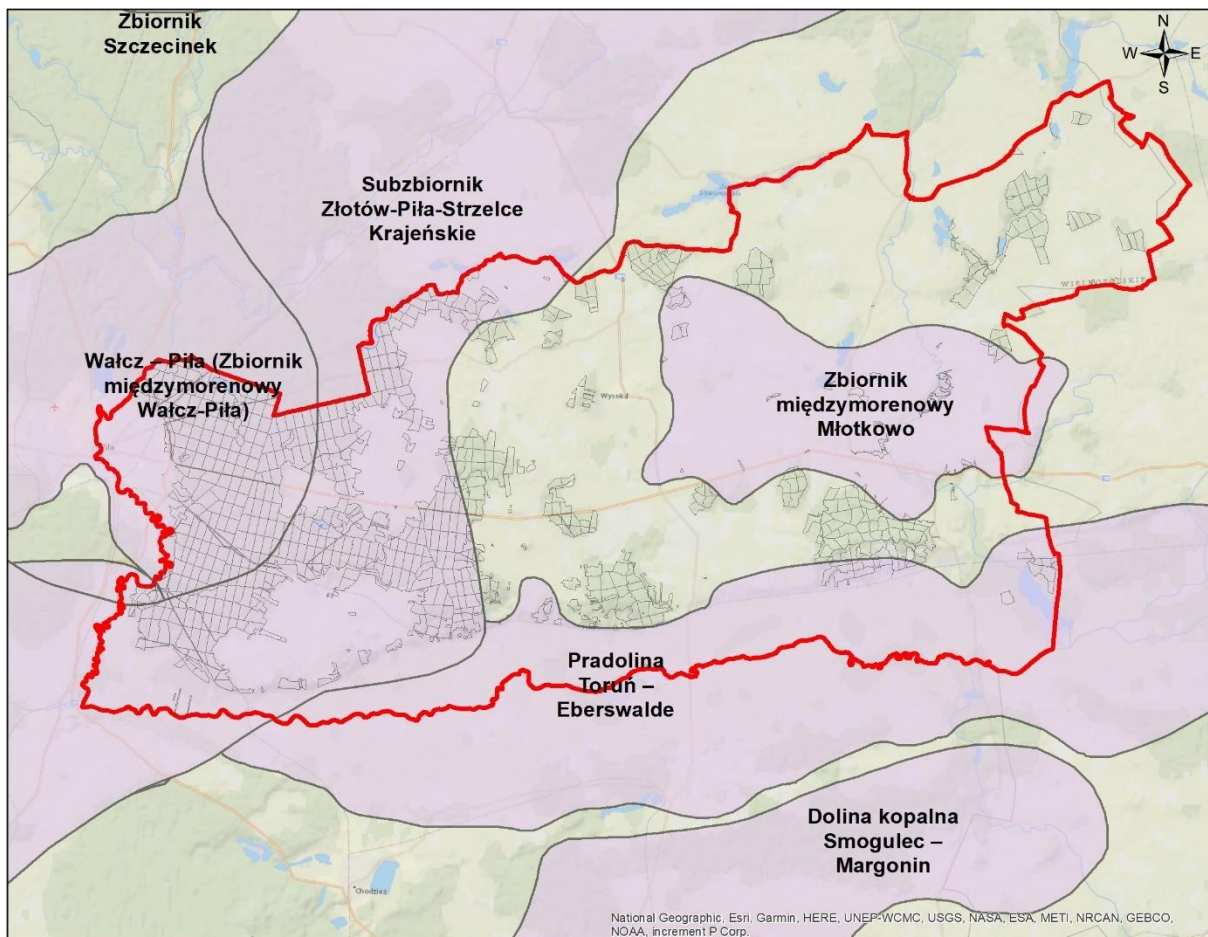 Zbiornik
Szczecinek
N
W E
S
Subzbiornik
Złotów-Piła-Strzelce
Krajeńskie
Wałcz – Piła (Zbiornik
międzymorenowy
Wałcz-Piła)
Wysoka
Zbiornik
międzymorenowy
Młotkowo
Pradolina
Toruń –
Eberswalde
Dolina kopalna
Smogulec –
Margonin
Chodzież
National Geographic, Esri, Garmin, HERE, UNEP-WCMC, USGS, NASA, ESA, METI, NRCAN, GEBCO,
NOAA, increment P Corp.